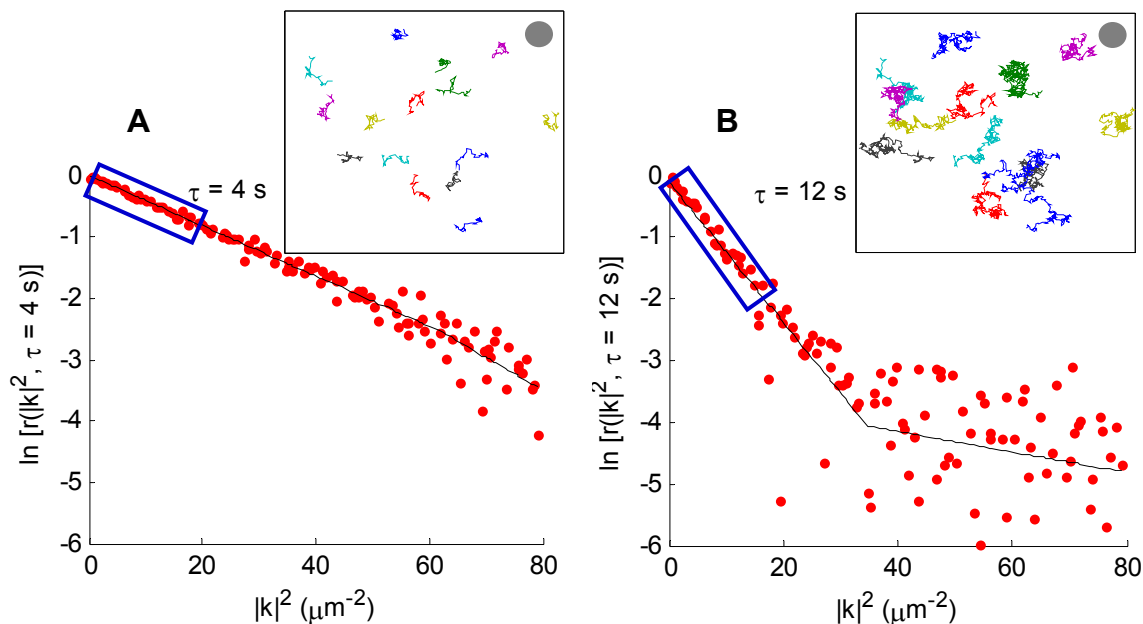 A
τ = 4 s
0
-1
-2
-3
-4
-5
-6
0 20 40 60 80
ln [r(|k|², τ = 4 s)]
|k|² (μm⁻²)
B
τ = 12 s
0
-1
-2
-3
-4
-5
-6
0 20 40 60 80
ln [r(|k|², τ = 12 s)]
|k|² (μm⁻²)